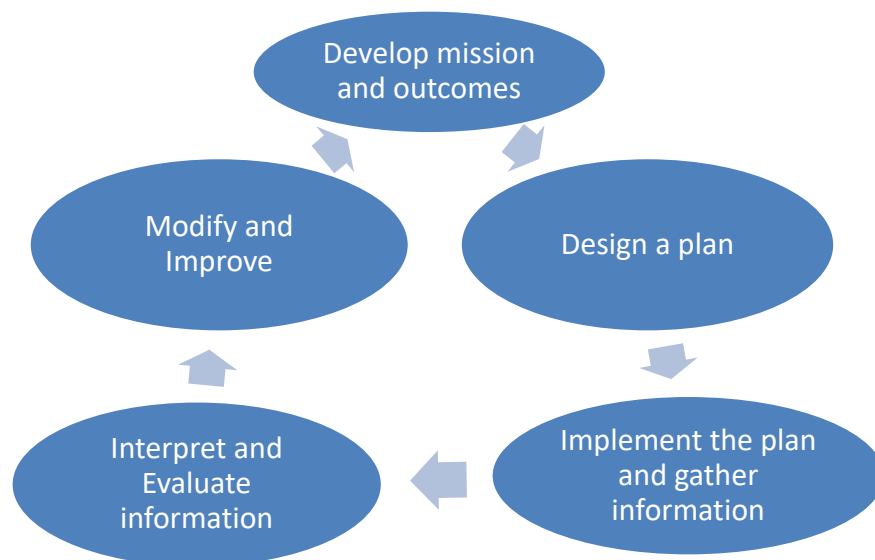 Develop mission
and outcomes
Design a plan
Implement the plan
and gather
information
Interpret and
Evaluate
information
Modify and
Improve